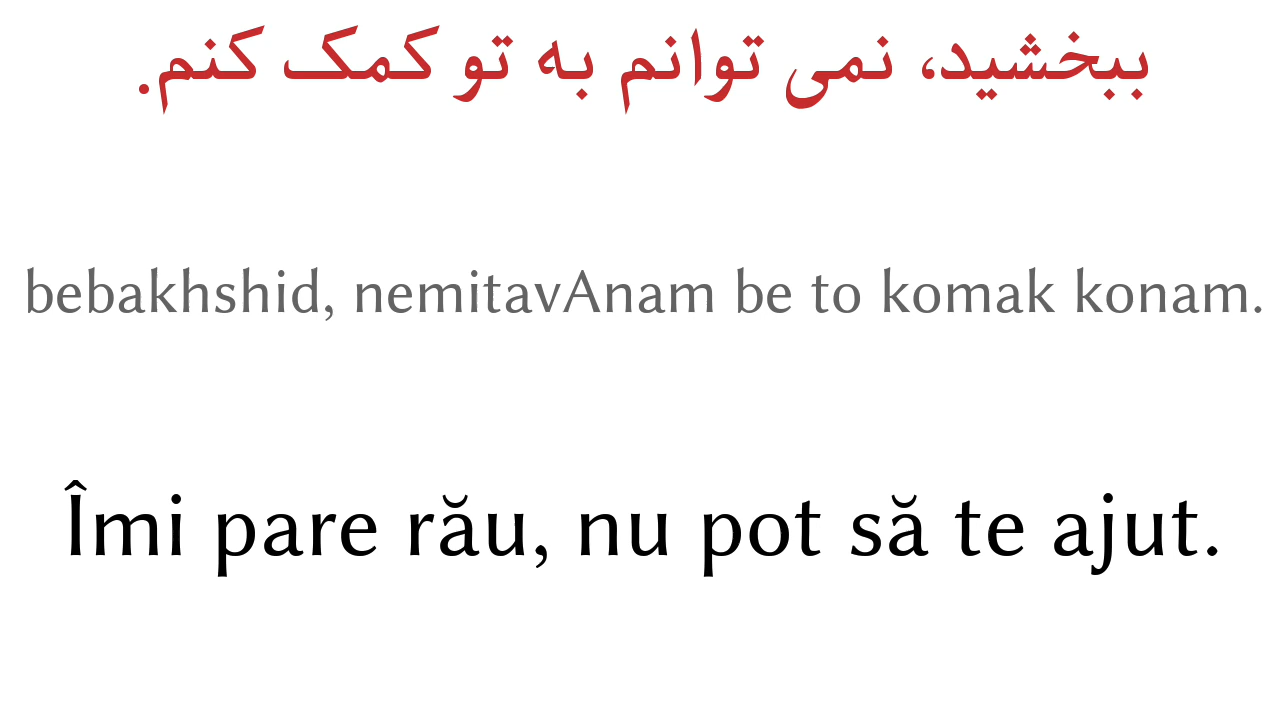 ببخشید، نمی توانم به تو کمک کنم.
bebakhshid, nemitavAnam be to komak konam.
Îmi pare rău, nu pot să te ajut.